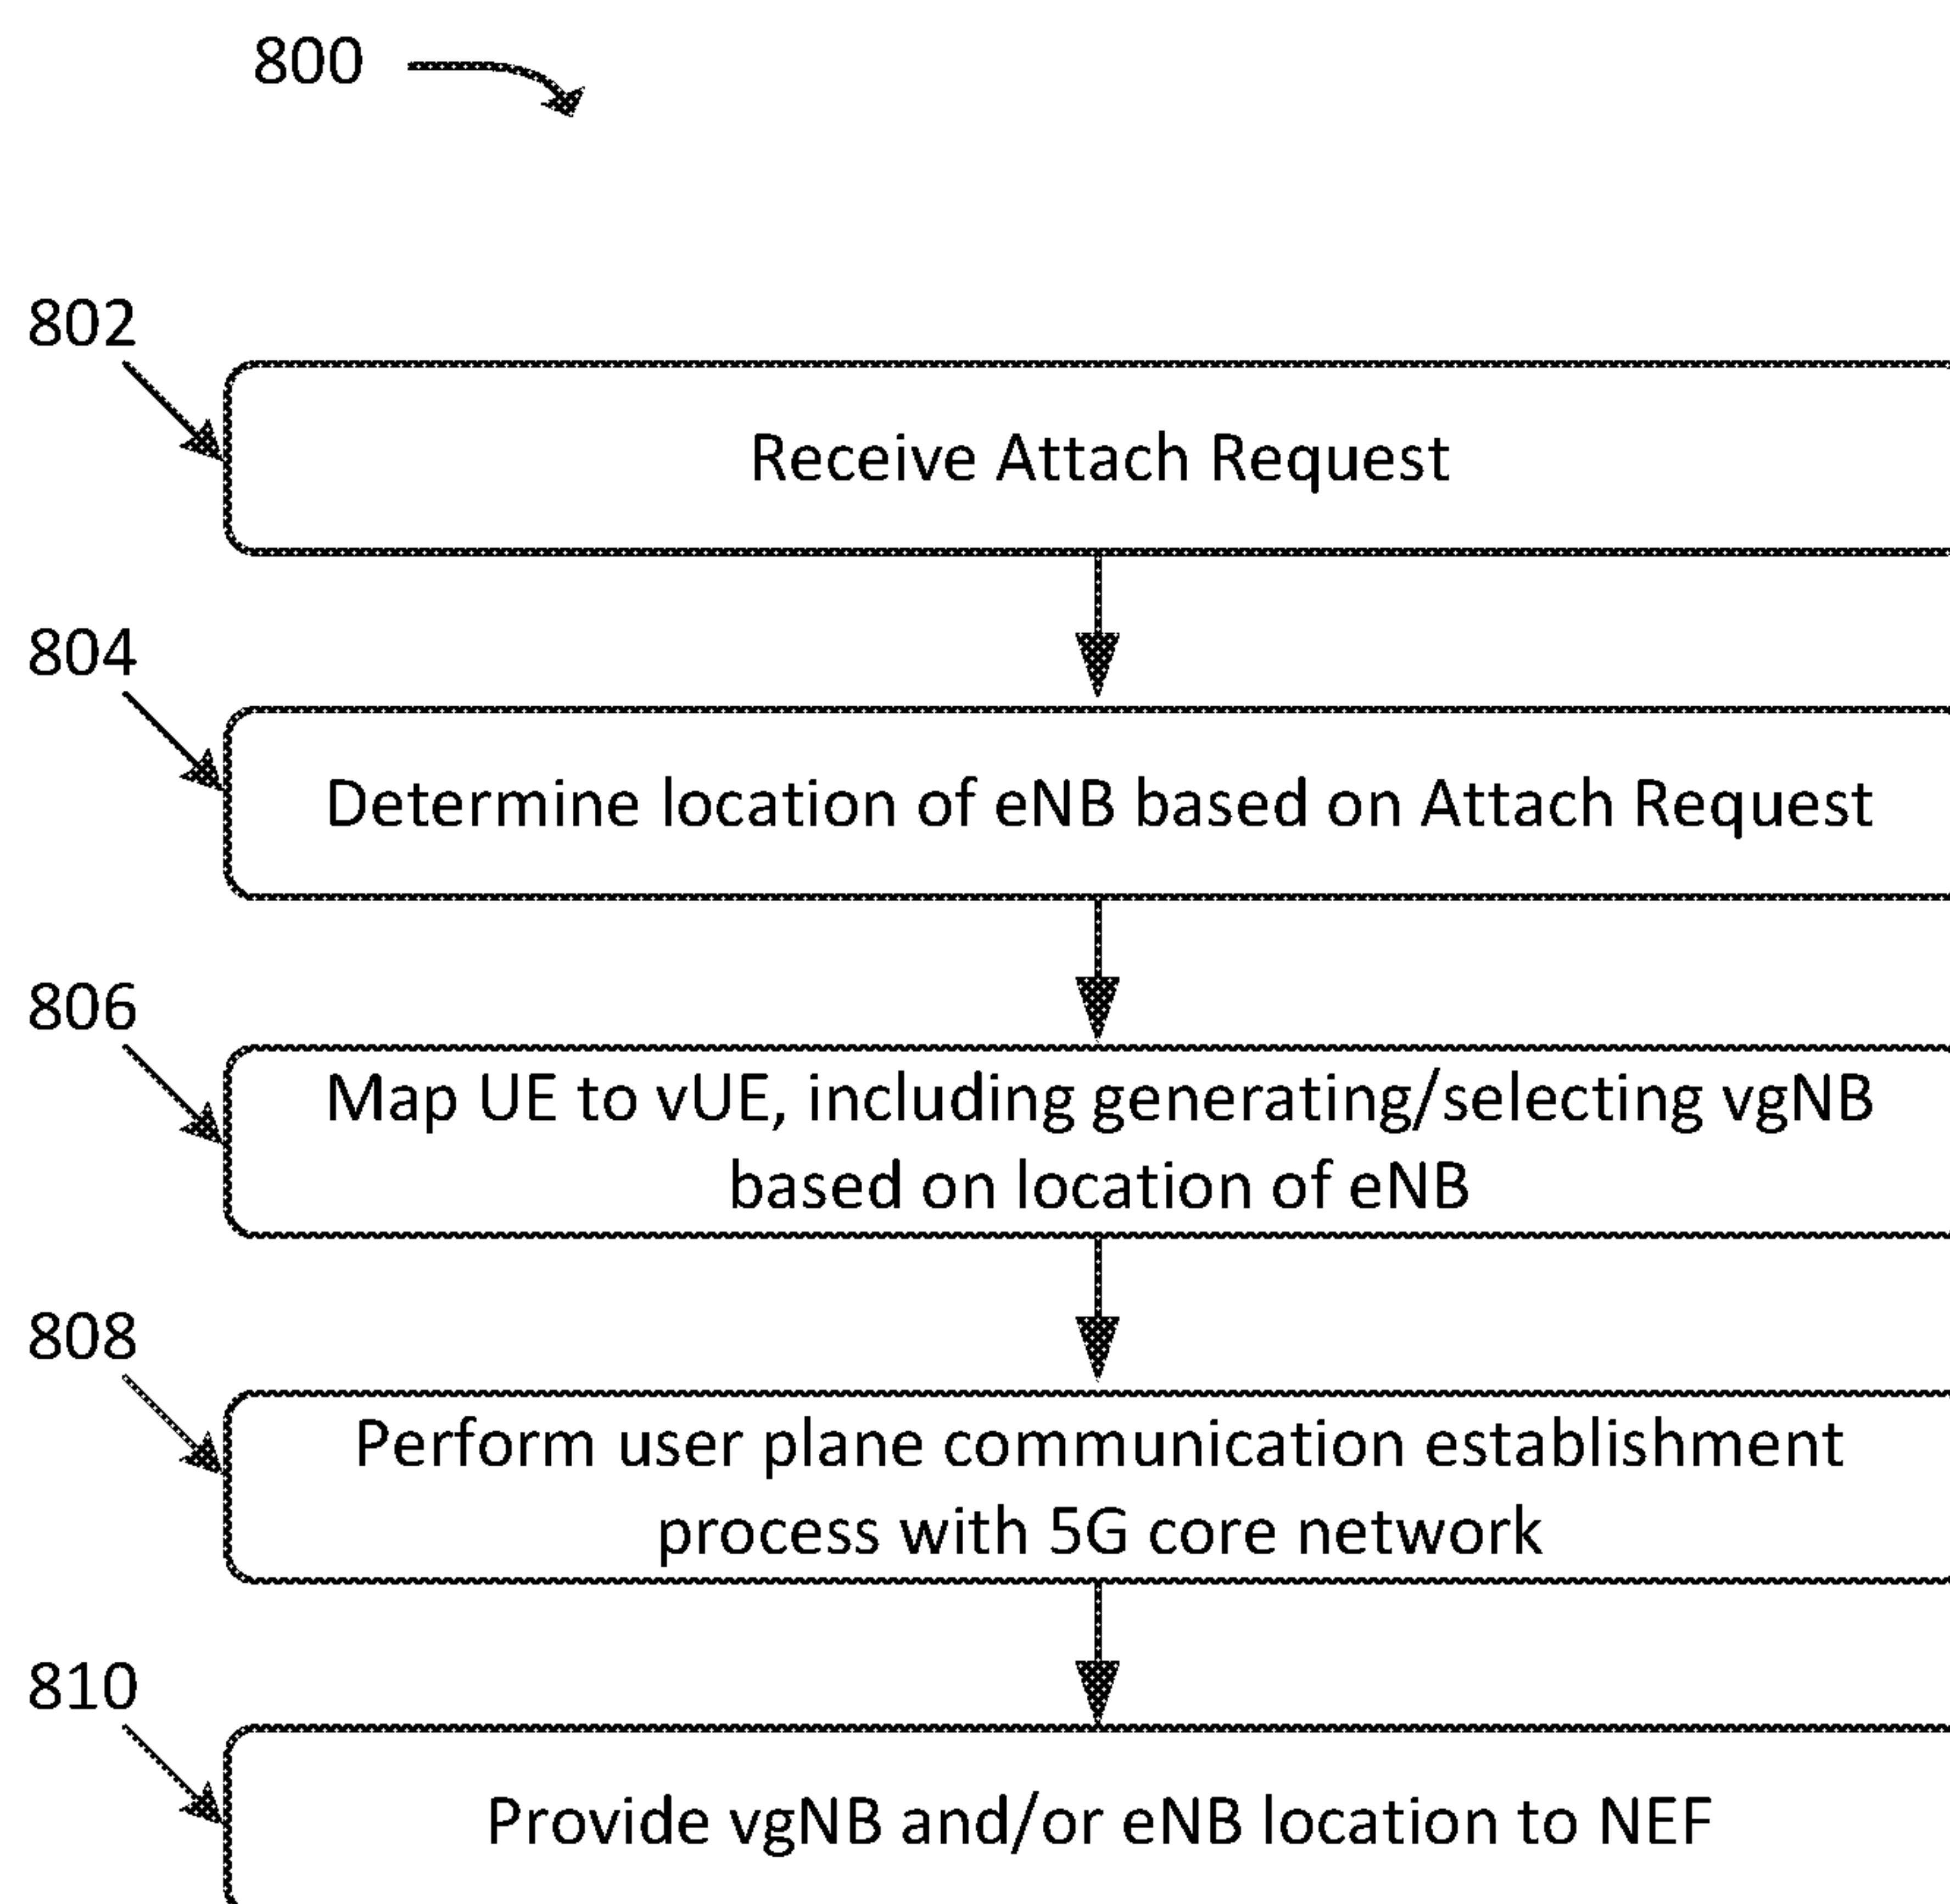 800
802
Receive Attach Request
804
Determine location of eNB based on Attach Request
806
Map UE to vUE, including generating/selecting vgNB
based on location of eNB
808
Perform user plane communication establishment
process with 5G core network
810
Provide vgNB and/or eNB location to NEF